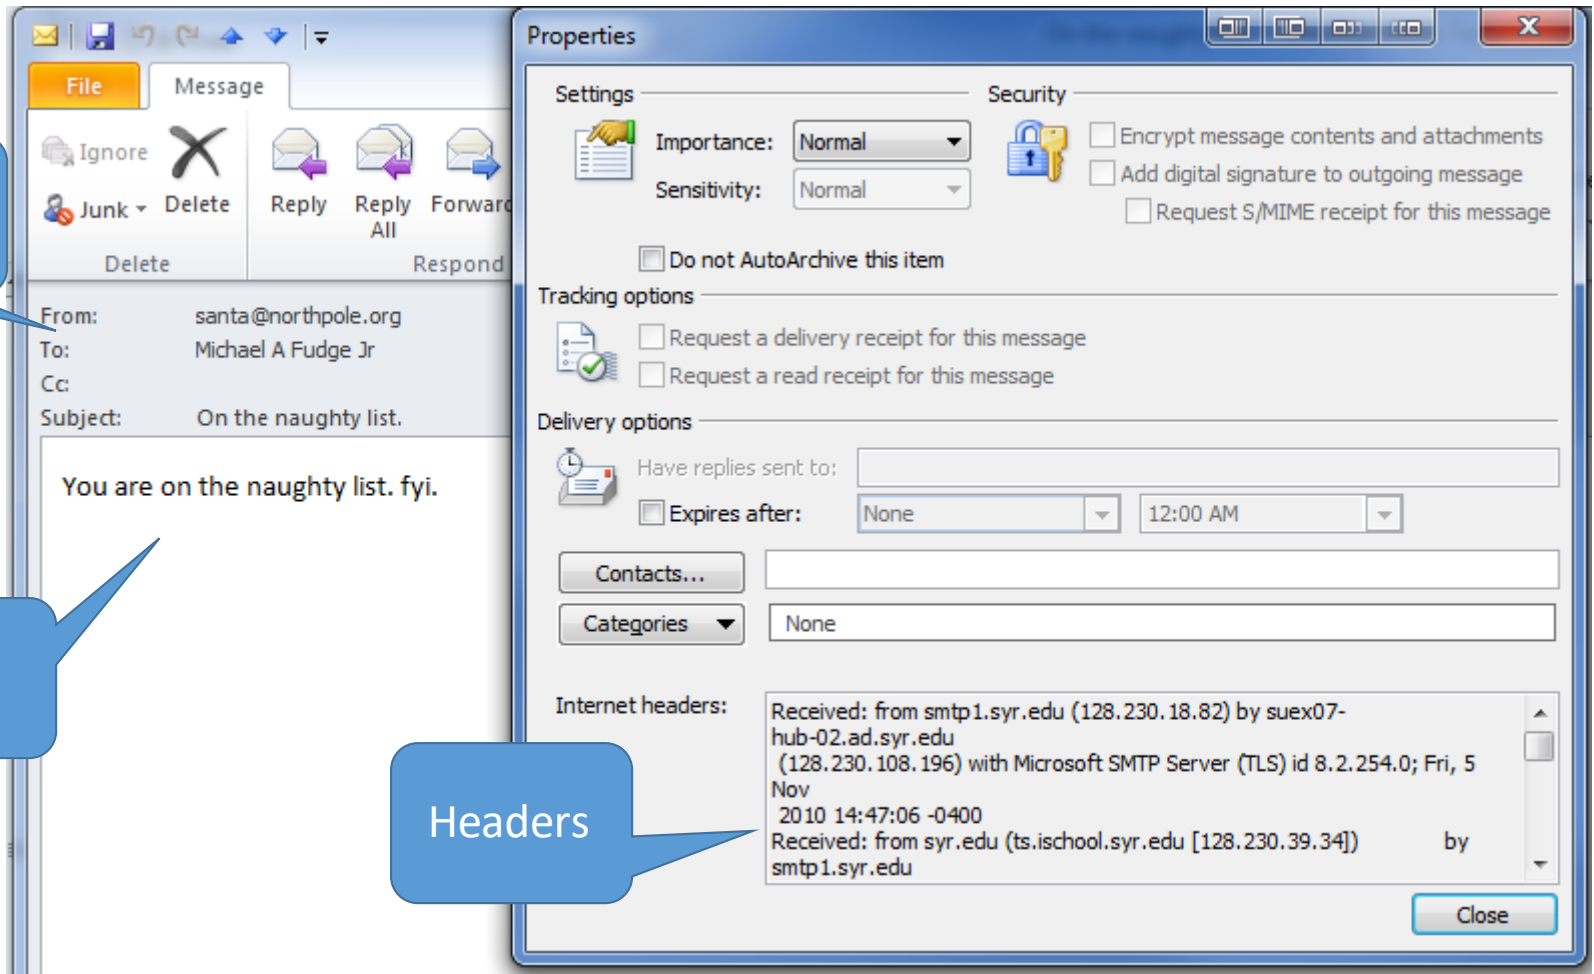 Properties
File
Message
Ignore
Junk
Delete
Reply
Reply
All
Forward
Delete
Respond
From: santa@northpole.org
To: Michael A Fudge Jr
Cc:
Subject: On the naughty list.
You are on the naughty list. fyi.
Settings
Importance: Normal
Sensitivity: Normal
Do not AutoArchive this item
Security
Encrypt message contents and attachments
Add digital signature to outgoing message
Request S/MIME receipt for this message
Tracking options
Request a delivery receipt for this message
Request a read receipt for this message
Delivery options
Have replies sent to:
Expires after: None 12:00 AM
Contacts...
Categories None
Internet headers:
Received: from smtp1.syr.edu (128.230.18.82) by suex07-
hub-02.ad.syr.edu
(128.230.108.196) with Microsoft SMTP Server (TLS) id 8.2.254.0; Fri, 5
Nov
2010 14:47:06 -0400
Received: from syr.edu (ts.ischool.syr.edu [128.230.39.34]) by
smtp1.syr.edu
Headers
Close